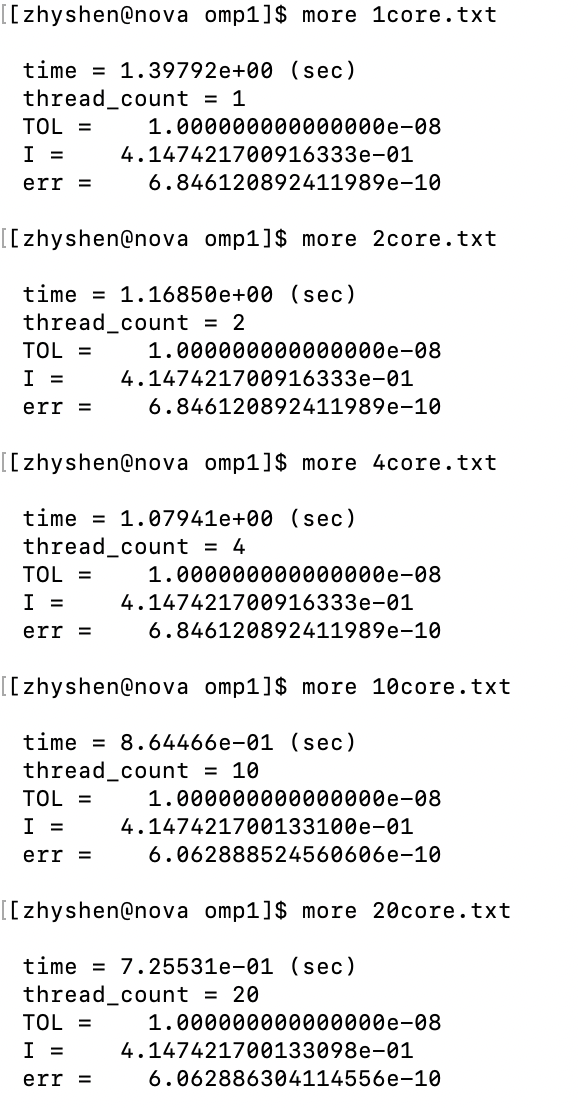 [[zhyshen@nova omp1]$ more 1core.txt
time = 1.39792e+00 (sec)
thread_count = 1
TOL = 1.000000000000000e-08
I = 4.147421700916333e-01
err = 6.846120892411989e-10
[[zhyshen@nova omp1]$ more 2core.txt
time = 1.16850e+00 (sec)
thread_count = 2
TOL = 1.000000000000000e-08
I = 4.147421700916333e-01
err = 6.846120892411989e-10
[[zhyshen@nova omp1]$ more 4core.txt
time = 1.07941e+00 (sec)
thread_count = 4
TOL = 1.000000000000000e-08
I = 4.147421700916333e-01
err = 6.846120892411989e-10
[[zhyshen@nova omp1]$ more 10core.txt
time = 8.64466e-01 (sec)
thread_count = 10
TOL = 1.000000000000000e-08
I = 4.147421700133100e-01
err = 6.062888524560606e-10
[[zhyshen@nova omp1]$ more 20core.txt
time = 7.25531e-01 (sec)
thread_count = 20
TOL = 1.000000000000000e-08
I = 4.147421700133098e-01
err = 6.062886304114556e-10